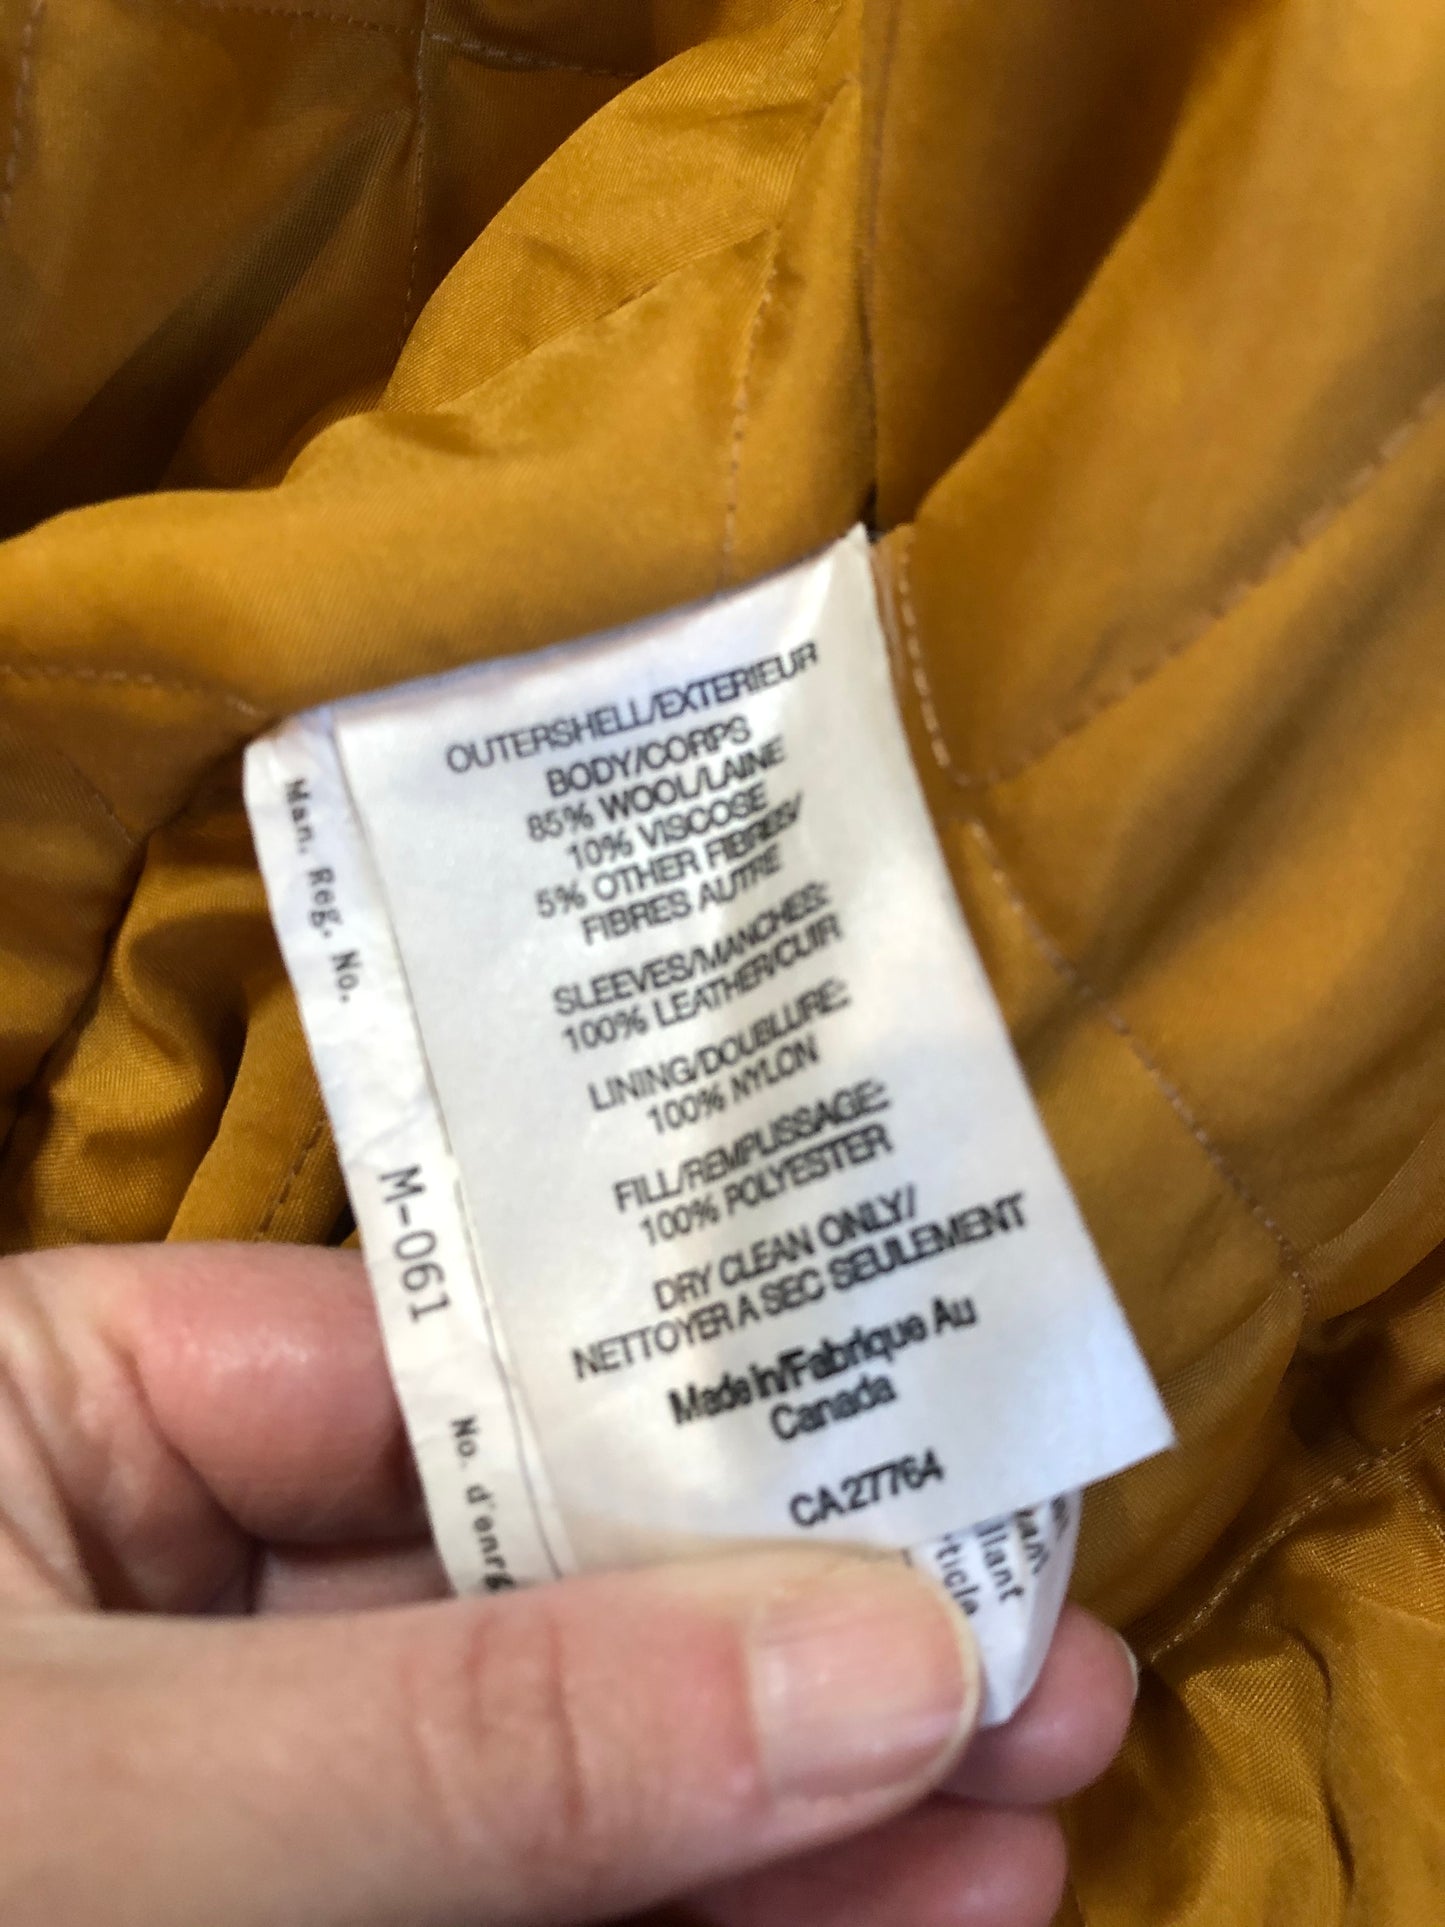 OUTERSHELL/EXTERIEUR
BODY/CORPS
85% WOOL/LAINE
10% VISCOSE
5% OTHER FIBRES/
FIBRES AUTRE
SLEEVES/MANCHES:
100% LEATHER/CUIR
LINING/DOUBLURE:
100% NYLON
FILL/REMPLISSAGE:
100% POLYESTER
DRY CLEAN ONLY/
NETTOYER A SEC SEULEMENT
Made In/Fabrique Au
Canada
CA27764
Man. Reg. No.
M-061
No. d'enrg